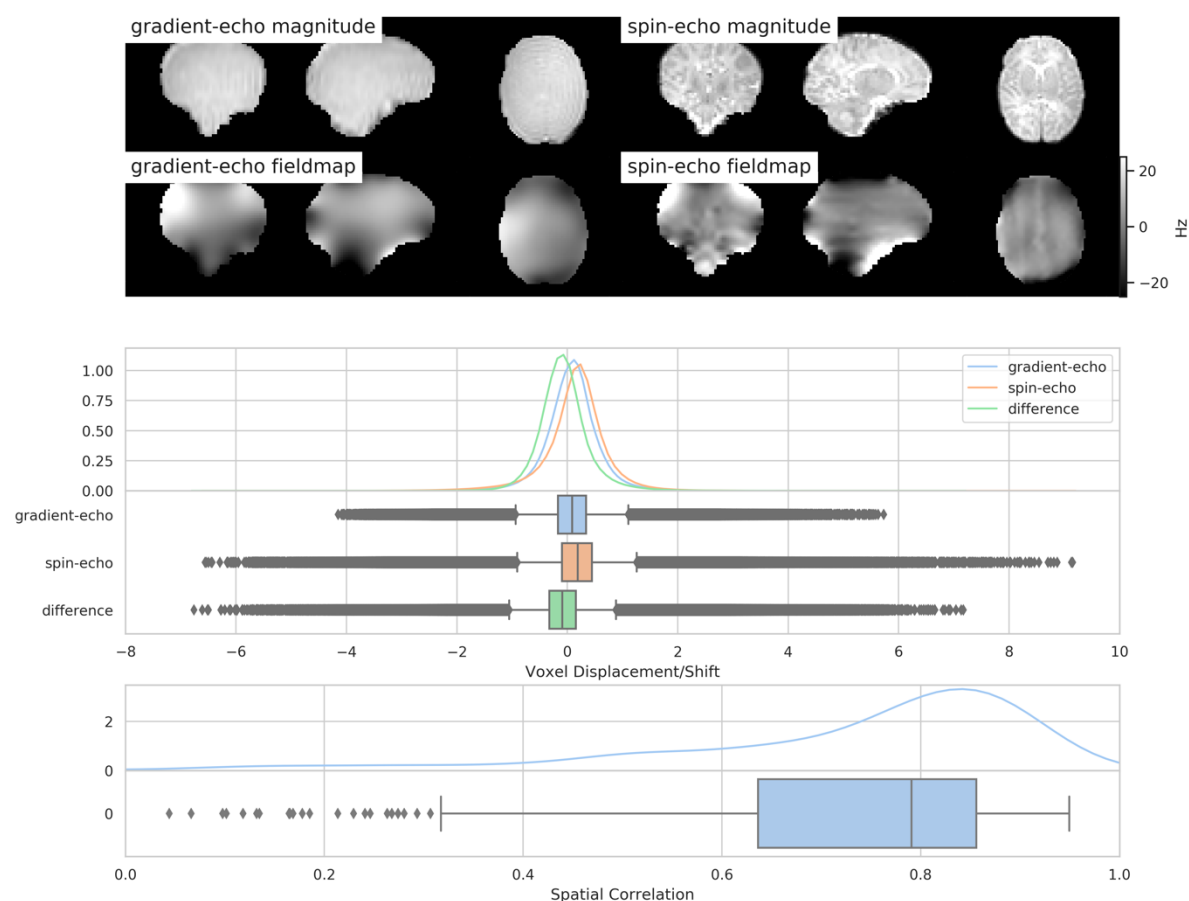 gradient-echo magnitude
spin-echo magnitude
gradient-echo fieldmap
spin-echo fieldmap
20
0
−20
Hz
1.00
0.75
0.50
0.25
0.00
gradient-echo
spin-echo
difference
gradient-echo
spin-echo
difference
−8 −6 −4 −2 0 2 4 6 8 10
Voxel Displacement/Shift
2
0
0
0.0 0.2 0.4 0.6 0.8 1.0
Spatial Correlation